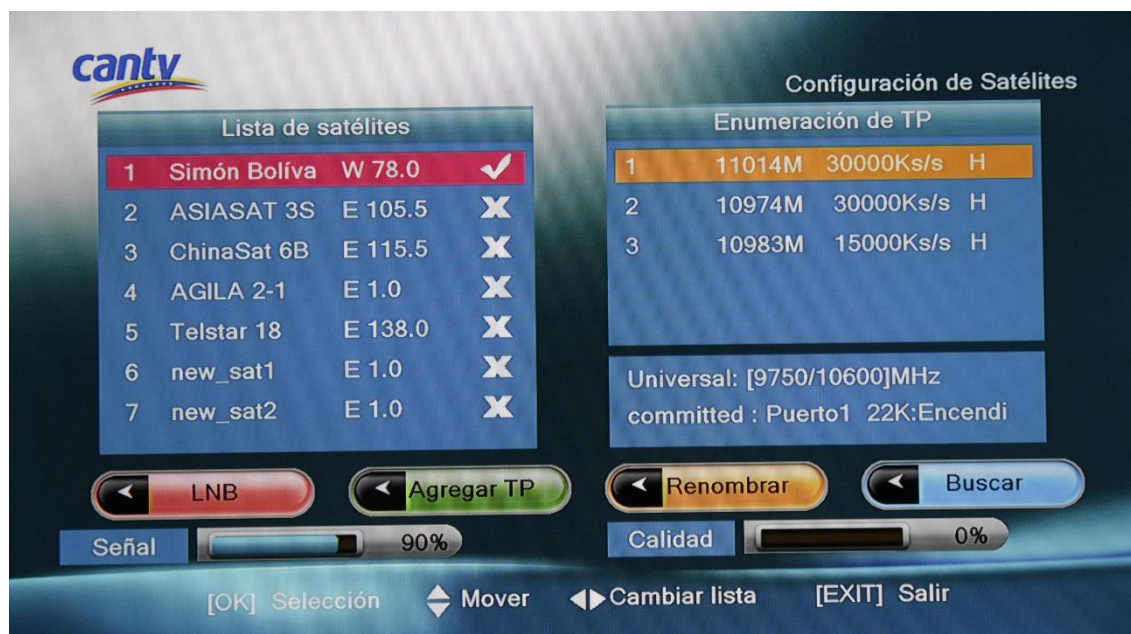 cantv
Configuración de Satélites
Lista de satélites
1 Simón Bolíva W 78.0
2 ASIASAT 3S E 105.5
3 ChinaSat 6B E 115.5
4 AGILA 2-1 E 1.0
5 Telstar 18 E 138.0
6 new_sat1 E 1.0
7 new_sat2 E 1.0
Enumeración de TP
1 11014M 30000Ks/s H
2 10974M 30000Ks/s H
3 10983M 15000Ks/s H
Universal: [9750/10600]MHz
committed : Puerto1 22K:Encendi
LNB
Agregar TP
Renombrar
Buscar
Señal 90%
Calidad 0%
[OK] Selección Mover Cambiar lista [EXIT] Salir